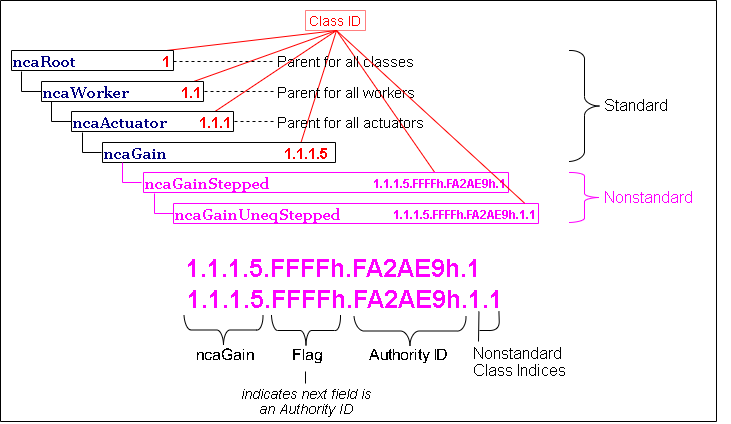 Class ID
ncaRoot 1 Parent for all classes
ncaWorker 1.1 Parent for all workers
ncaActuator 1.1.1 Parent for all actuators
Standard
ncaGain 1.1.1.5
ncaGainStepped 1.1.1.5.FFFFh.FA2AE9h.1
Nonstandard
ncaGainUneqStepped 1.1.1.5.FFFFh.FA2AE9h.1.1
1.1.1.5.FFFFh.FA2AE9h.1
1.1.1.5.FFFFh.FA2AE9h.1.1
ncaGain Flag Authority ID Nonstandard
Class Indices
indicates next field is
an Authority ID